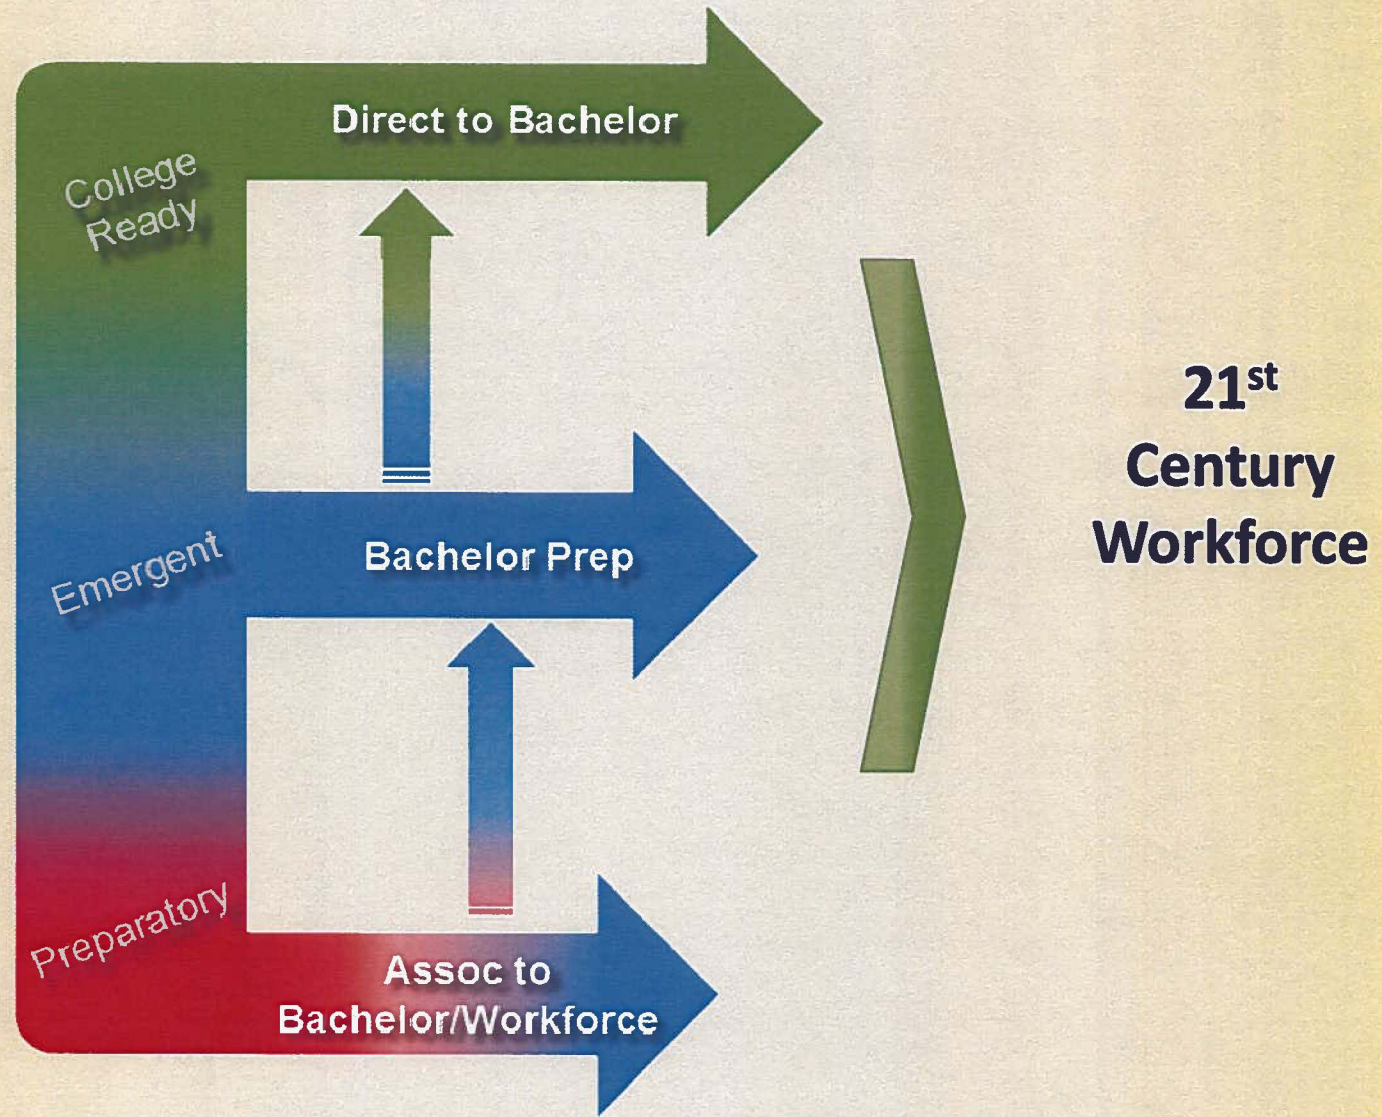 Direct to Bachelor
College
Ready
Emergent
Bachelor Prep
Preparatory
Assoc to
Bachelor/Workforce
21st
Century
Workforce